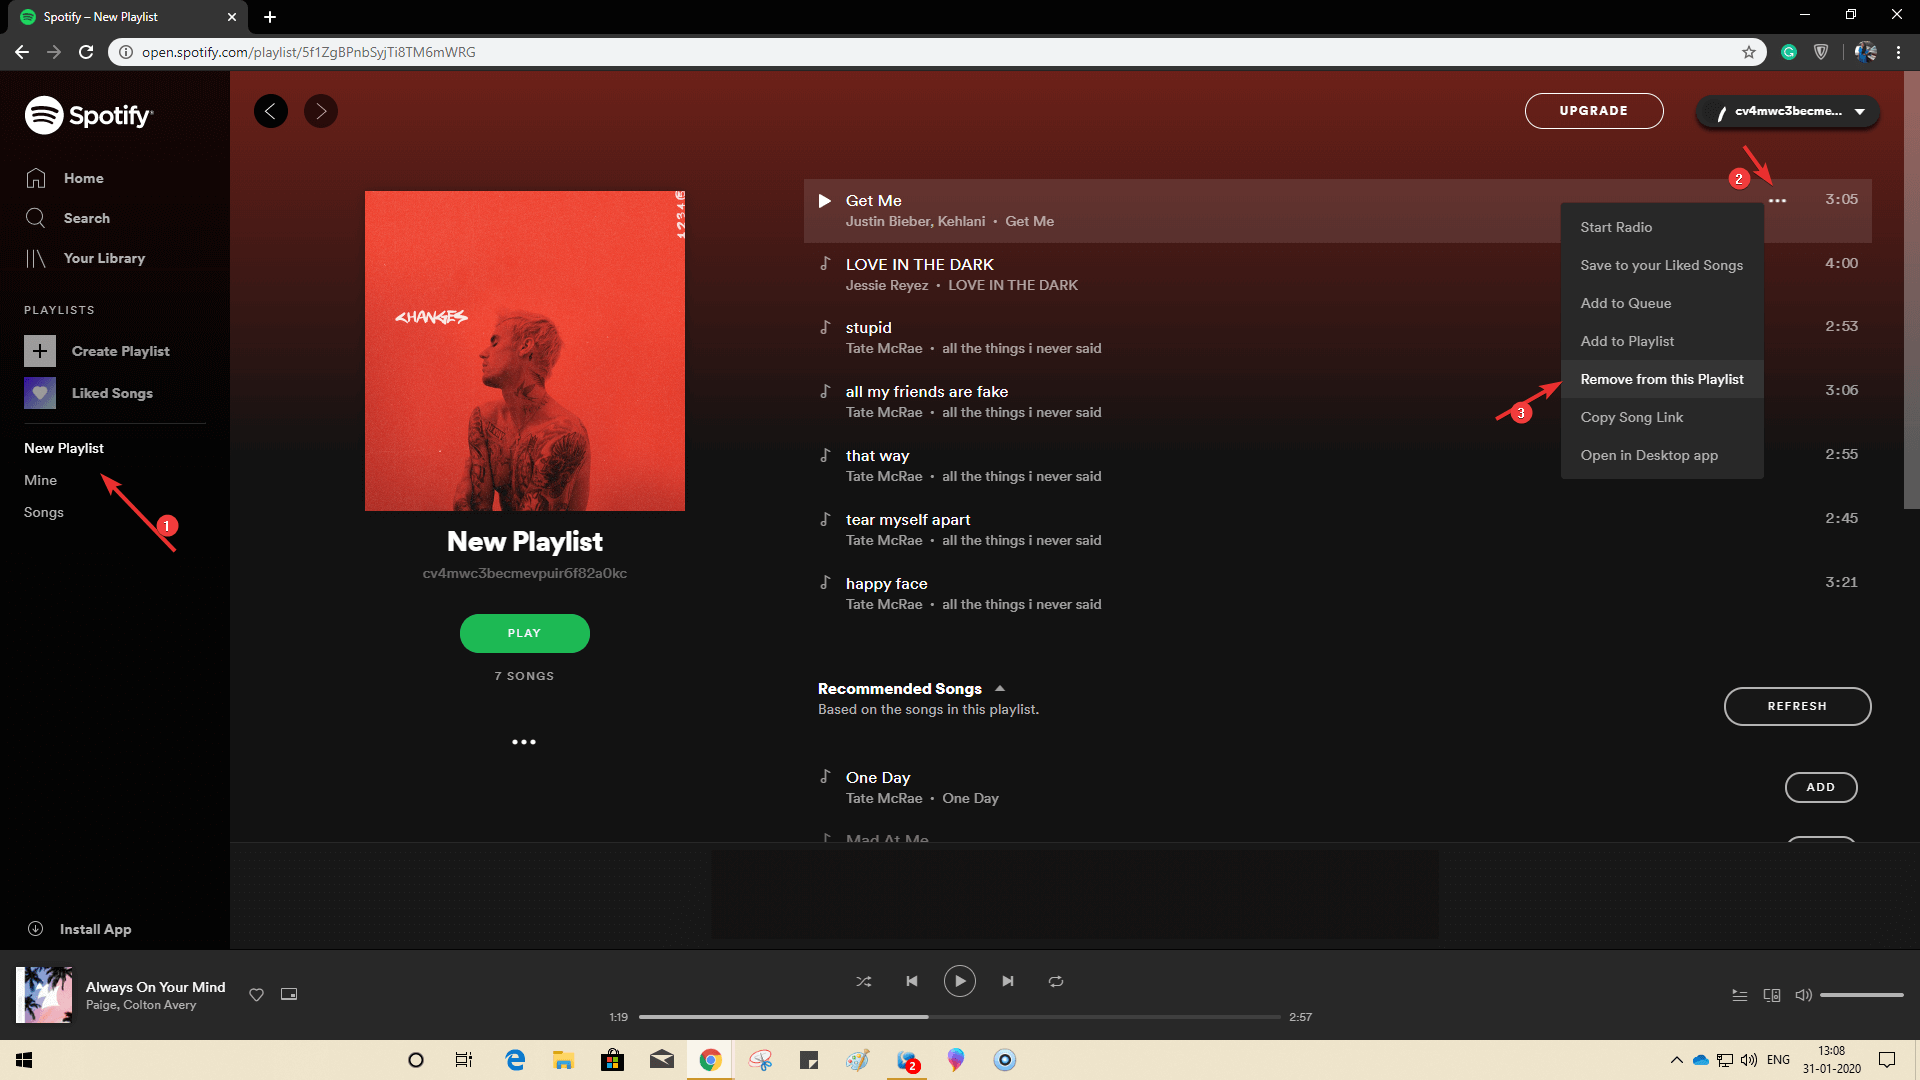 Spotify – New Playlist
open.spotify.com/playlist/5f1ZgBPnbSyjTi8TM6mWRG
Spotify
Home
Search
Your Library
PLAYLISTS
Create Playlist
Liked Songs
New Playlist
Mine
Songs
1
Install App
UPGRADE
cv4mwc3becme...
CHANGES
New Playlist
cv4mwc3becmevpuir6f82a0kc
PLAY
7 SONGS
2
Get Me
3:05
Justin Bieber, Kehlani • Get Me
LOVE IN THE DARK
4:00
Jessie Reyez • LOVE IN THE DARK
stupid
2:53
Tate McRae • all the things i never said
all my friends are fake
3:06
Tate McRae • all the things i never said
that way
2:55
Tate McRae • all the things i never said
tear myself apart
2:45
Tate McRae • all the things i never said
happy face
3:21
Tate McRae • all the things i never said
Start Radio
Save to your Liked Songs
Add to Queue
Add to Playlist
Remove from this Playlist
3
Copy Song Link
Open in Desktop app
Recommended Songs
Based on the songs in this playlist.
REFRESH
One Day
Tate McRae • One Day
ADD
Mad At Me
Always On Your Mind
Paige, Colton Avery
1:19
2:57
2
ENG
13:08
31-01-2020